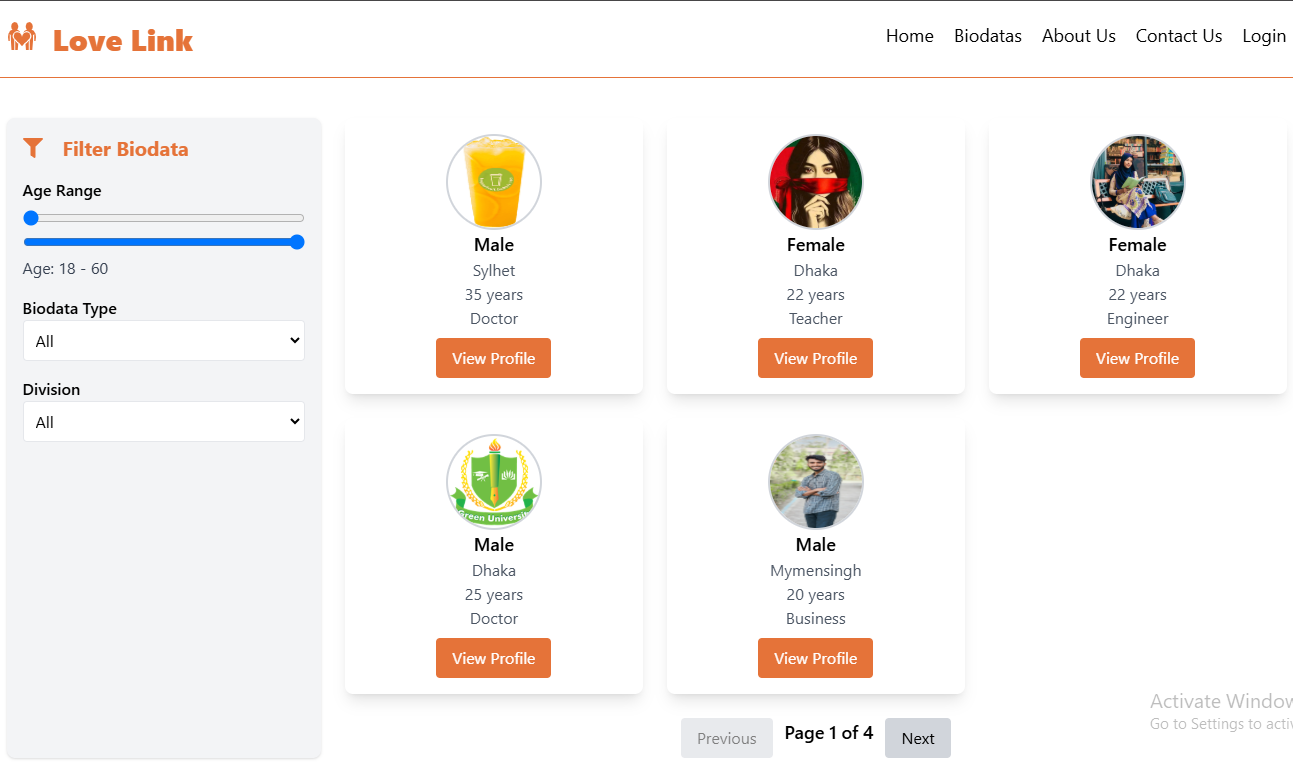 Love Link
Home Biodatas About Us Contact Us Login
Filter Biodata
Age Range
Age: 18 - 60
Biodata Type
All
Division
All
Male
Sylhet
35 years
Doctor
View Profile
Female
Dhaka
22 years
Teacher
View Profile
Female
Dhaka
22 years
Engineer
View Profile
Green Universit
Male
Dhaka
25 years
Doctor
View Profile
Male
Mymensingh
20 years
Business
View Profile
Previous Page 1 of 4 Next
Activate Window
Go to Settings to activ